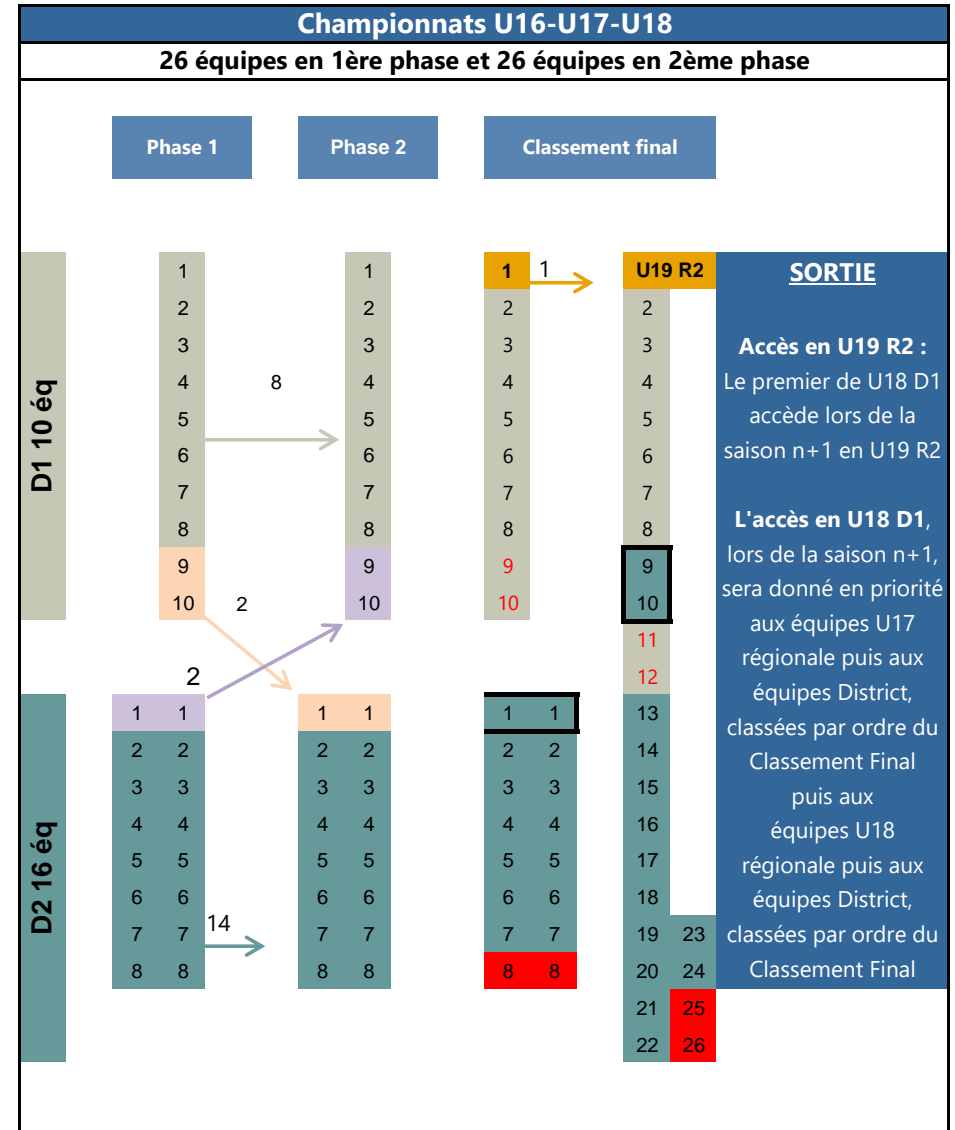 Championnats U16-U17-U18
26 équipes en 1ère phase et 26 équipes en 2ème phase
Phase 1
Phase 2
Classement final
D1 10 éq
1 1 1 1 U19 R2
2 2 2 2
3 3 3 3
4 8 4 4 4
5 5 5 5
6 6 6 6
7 7 7 7
8 8 8 8
9 9 9 9
10 2 10 10 10
11
2 12
D2 16 éq
1 1 1 1 1 1 13
2 2 2 2 2 2 14
3 3 3 3 3 3 15
4 4 4 4 4 4 16
5 5 5 5 5 5 17
6 6 6 6 6 6 18
14
7 7 7 7 7 7 19 23
8 8 8 8 8 8 20 24
21 25
22 26
1
SORTIE
Accès en U19 R2 :
Le premier de U18 D1
accède lors de la
saison n+1 en U19 R2
L'accès en U18 D1,
lors de la saison n+1,
sera donné en priorité
aux équipes U17
régionale puis aux
équipes District,
classées par ordre du
Classement Final
puis aux
équipes U18
régionale puis aux
équipes District,
classées par ordre du
Classement Final